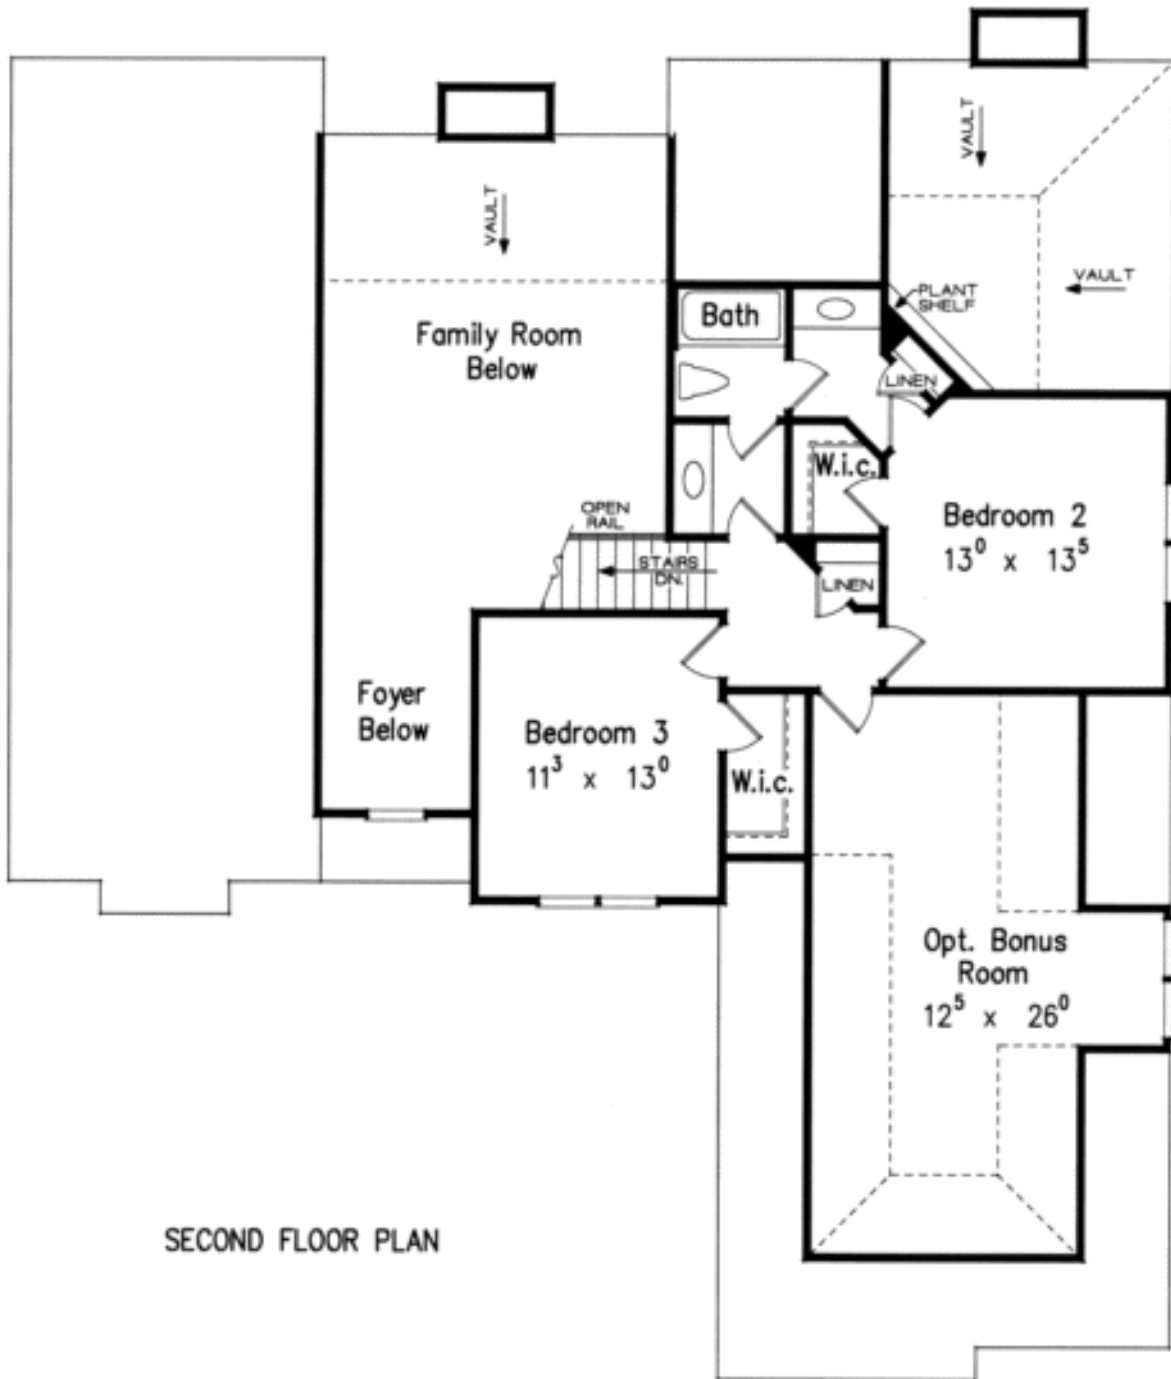 VAULT
VAULT
VAULT
PLANT
SHELF
Bath
Family Room
Below
LINEN
W.i.c.
OPEN
RAIL
Bedroom 2
13⁰ x 13⁵
STAIRS
DN.
LINEN
Foyer
Below
Bedroom 3
11³ x 13⁰
W.i.c.
Opt. Bonus
Room
12⁵ x 26⁰
SECOND FLOOR PLAN